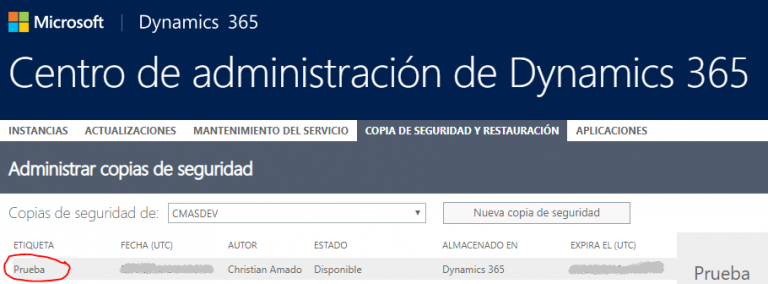 Microsoft | Dynamics 365
Centro de administración de Dynamics 365
INSTANCIAS ACTUALIZACIONES MANTENIMIENTO DEL SERVICIO COPIA DE SEGURIDAD Y RESTAURACIÓN APLICACIONES
Administrar copias de seguridad
Copias de seguridad de: CMASDEV Nueva copia de seguridad
ETIQUETA FECHA (UTC) AUTOR ESTADO ALMACENADO EN EXPIRA EL (UTC)
Prueba Christian Amado Disponible Dynamics 365 Prueba